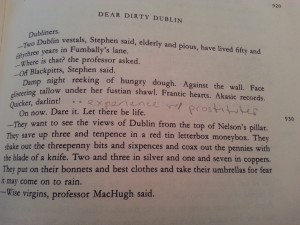 DEAR DIRTY DUBLIN
920
Dubliners.
—Two Dublin vestals, Stephen said, elderly and pious, have lived fifty and
fiftythree years in Fumbally's lane.
—Where is that? the professor asked.
—Off Blackpitts, Stephen said.
Damp night reeking of hungry dough. Against the wall. Face
glistering tallow under her fustian shawl. Frantic hearts. Akasic records.
Quicker, darlint! experience w/ prostitutes
On now. Dare it. Let there be life.
930
—They want to see the views of Dublin from the top of Nelson's pillar.
They save up three and tenpence in a red tin letterbox moneybox. They
shake out the threepenny bits and sixpences and coax out the pennies with
the blade of a knife. Two and three in silver and one and seven in coppers.
They put on their bonnets and best clothes and take their umbrellas for fear
it may come on to rain.
—Wise virgins, professor MacHugh said.